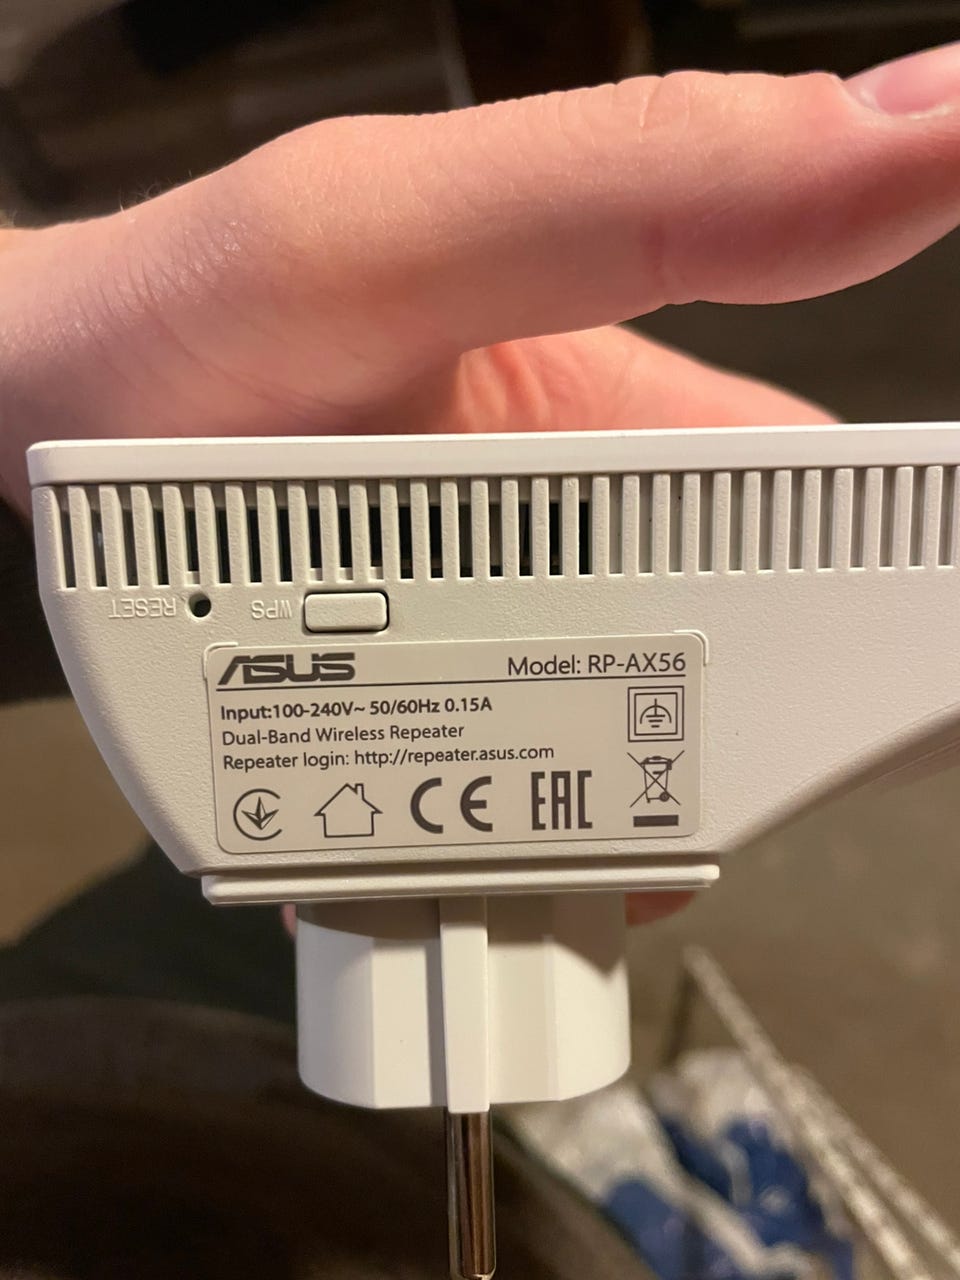 RESET
WPS
ASUS
Model: RP-AX56
Input:100-240V~ 50/60Hz 0.15A
Dual-Band Wireless Repeater
Repeater login: http://repeater.asus.com
CE
EAC